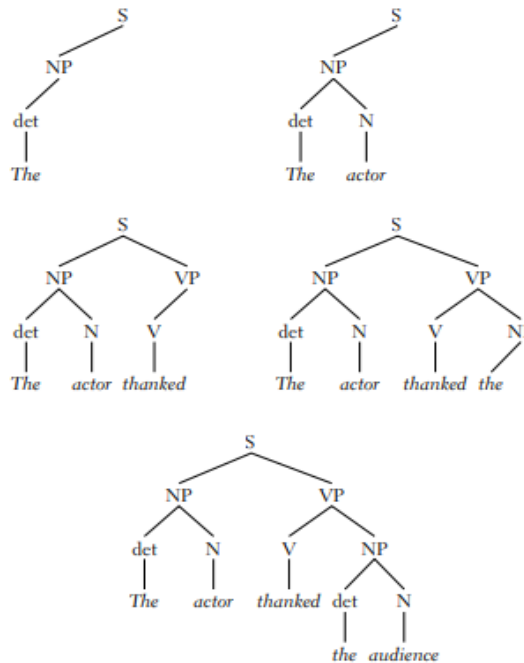 S S
NP NP
det det N
The The actor
S S
NP VP NP VP
det N V det N V N
The actor thanked The actor thanked the
S
NP VP
det N V NP
The actor thanked det N
the audience